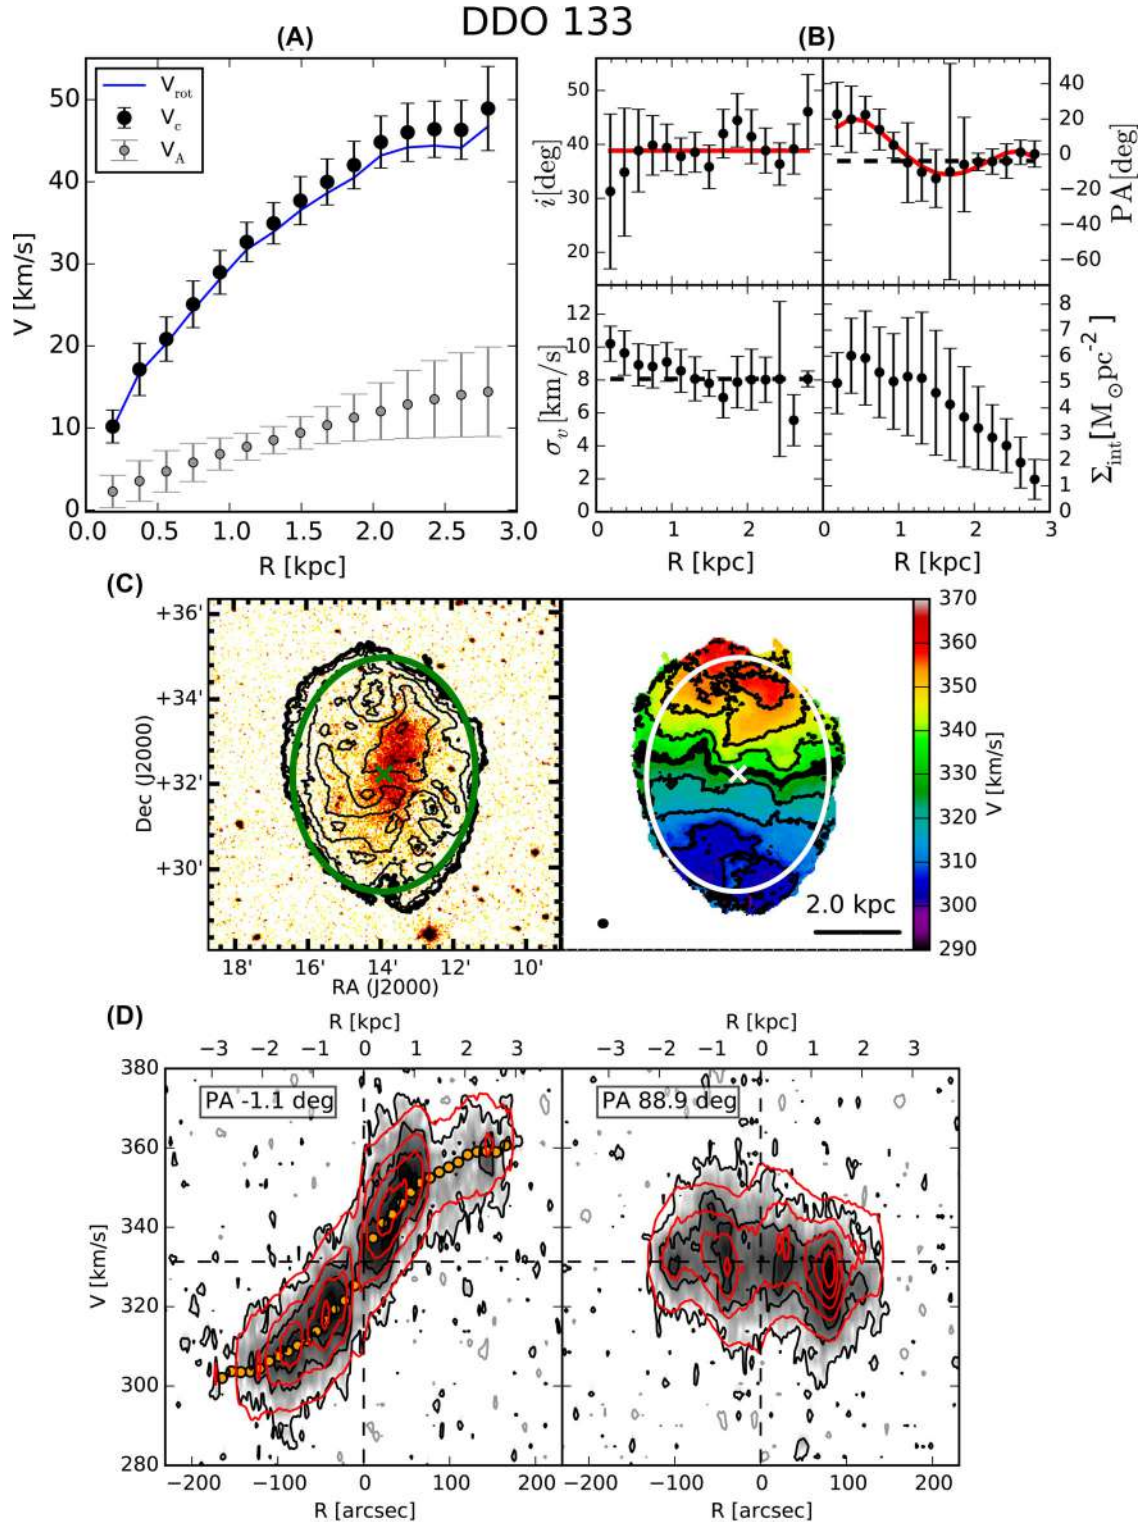 DDO 133
(A)
(B)
V_rot
V_c
V_A
50
40
30
20
10
0
V [km/s]
0.0 0.5 1.0 1.5 2.0 2.5 3.0
R [kpc]
50
40
30
20
i[deg]
40
20
0
−20
−40
−60
PA[deg]
12
10
8
6
4
2
0
σ_v[km/s]
8
7
6
5
4
3
2
1
0
Σ_int[M_⊙pc^-2]
0 1 2
0 1 2 3
R [kpc]
R [kpc]
(C)
+36'
+34'
+32'
+30'
Dec (J2000)
18' 16' 14' 12' 10'
RA (J2000)
2.0 kpc
370
360
350
340
330
320
310
300
290
V [km/s]
(D)
R [kpc]
R [kpc]
−3 −2 −1 0 1 2 3
−3 −2 −1 0 1 2 3
380
360
340
320
300
280
V [km/s]
PA -1.1 deg
PA 88.9 deg
−200 −100 0 100 200
−200 −100 0 100 200
R [arcsec]
R [arcsec]